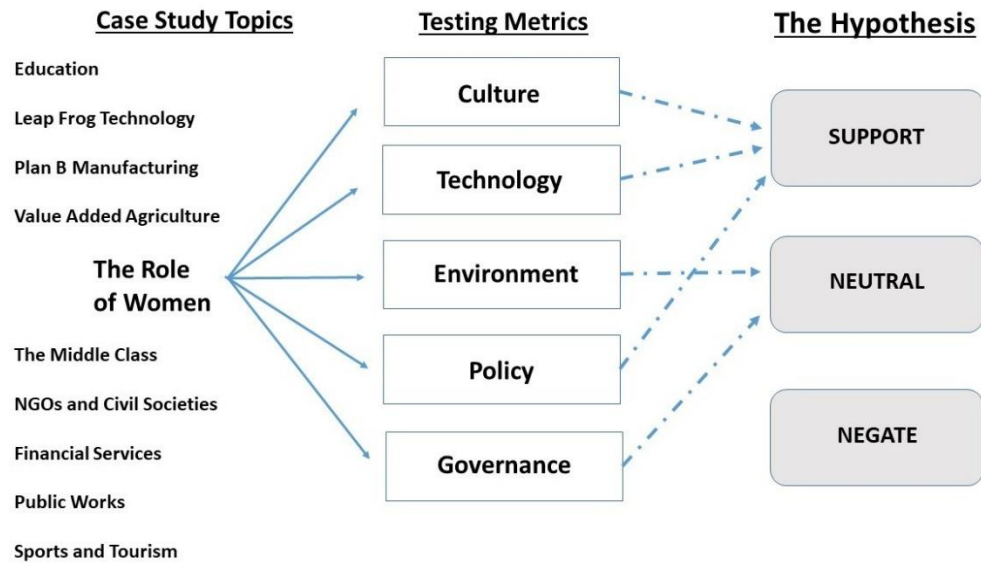 Case Study Topics
Education
Leap Frog Technology
Plan B Manufacturing
Value Added Agriculture
The Role
of Women
The Middle Class
NGOs and Civil Societies
Financial Services
Public Works
Sports and Tourism
Testing Metrics
Culture
Technology
Environment
Policy
Governance
The Hypothesis
SUPPORT
NEUTRAL
NEGATE